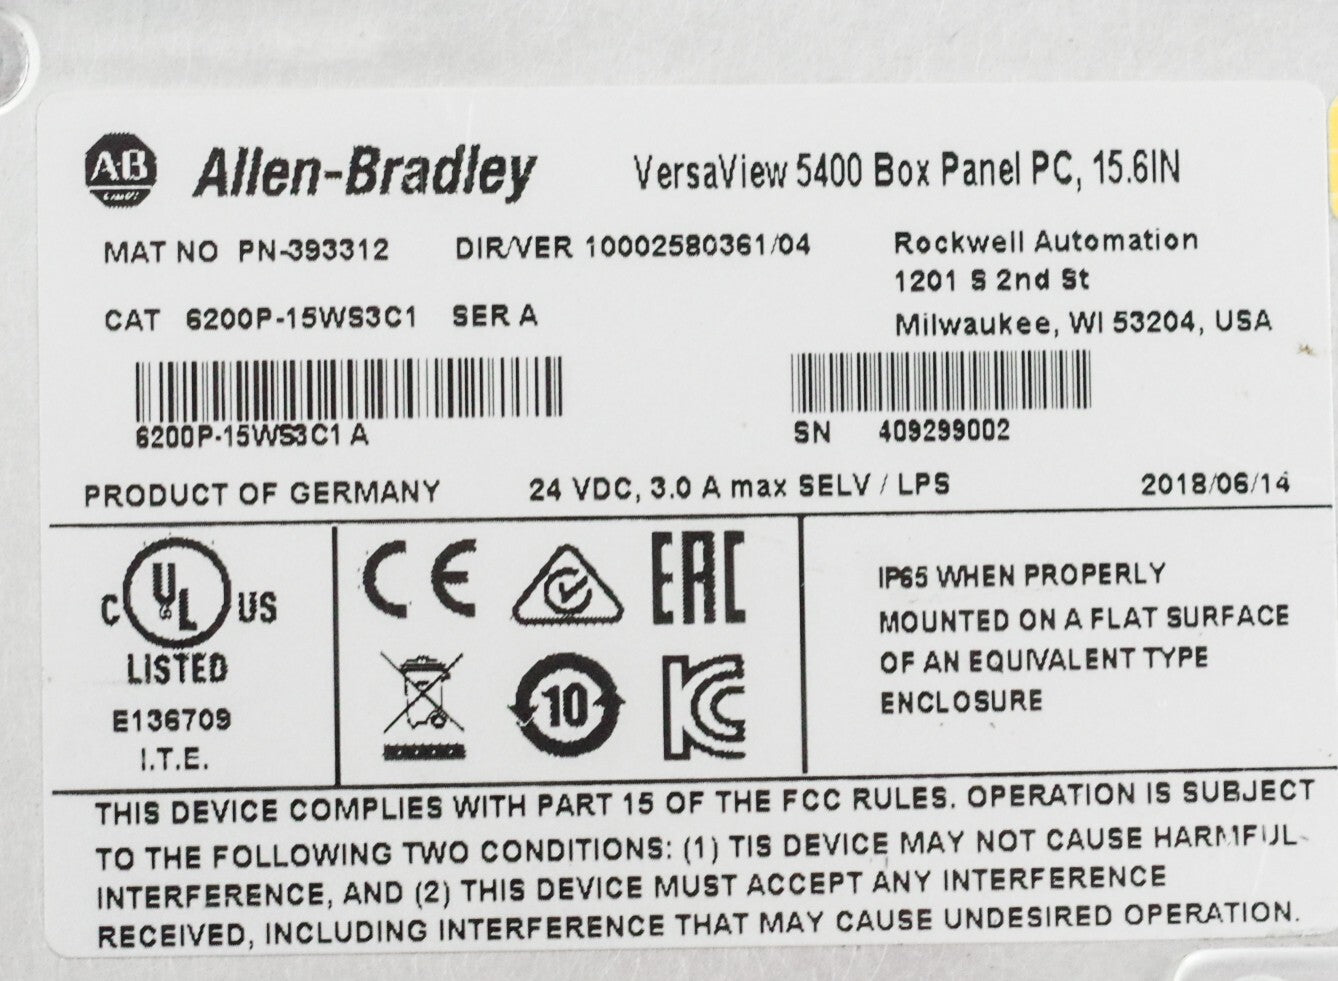 A-B Allen-Bradley VersaView 5400 Box Panel PC, 15.6IN
MAT NO PN-393312 DIR/VER 10002580361/04 Rockwell Automation
1201 S 2nd St
CAT 6200P-15WS3C1 SER A Milwaukee, WI 53204, USA
6200P-15WS3C1 A SN 409299002
PRODUCT OF GERMANY 24 VDC, 3.0 A max SELV / LPS 2018/06/14
C UL US
LISTED
E136709
I.T.E.
CE EAC
10 KC
IP65 WHEN PROPERLY
MOUNTED ON A FLAT SURFACE
OF AN EQUIVALENT TYPE
ENCLOSURE
THIS DEVICE COMPLIES WITH PART 15 OF THE FCC RULES. OPERATION IS SUBJECT
TO THE FOLLOWING TWO CONDITIONS: (1) TIS DEVICE MAY NOT CAUSE HARMFUL
INTERFERENCE, AND (2) THIS DEVICE MUST ACCEPT ANY INTERFERENCE
RECEIVED, INCLUDING INTERFERENCE THAT MAY CAUSE UNDESIRED OPERATION.